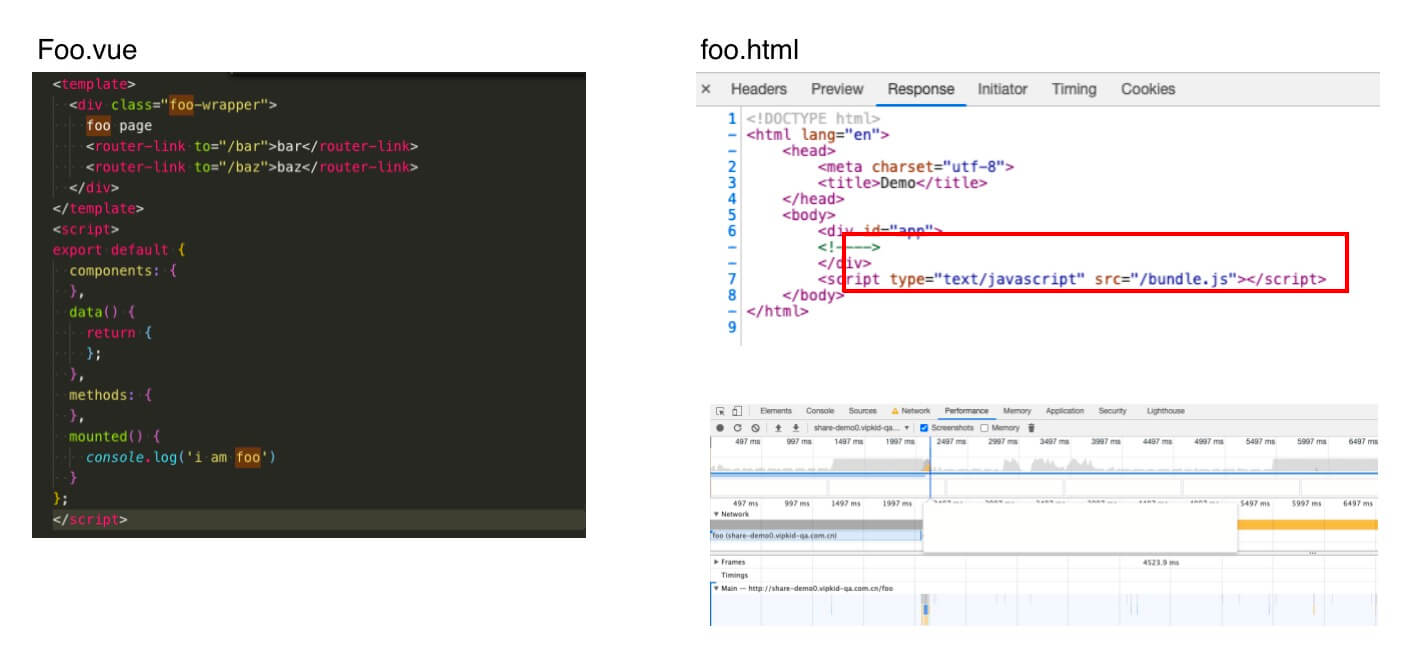 Foo.vue
<template>
<div class="foo-wrapper">
foo page
<router-link to="/bar">bar</router-link>
<router-link to="/baz">baz</router-link>
</div>
</template>
<script>
export default {
components: {
},
data() {
return {
};
},
methods: {
},
mounted() {
console.log('i am foo')
}
};
</script>
foo.html
× Headers Preview Response Initiator Timing Cookies
1 <!DOCTYPE html>
– <html lang="en">
– <head>
2 <meta charset="utf-8">
3 <title>Demo</title>
4 </head>
5 <body>
6 <div id="app">
– <!---->
– </div>
7 <script type="text/javascript" src="/bundle.js"></script>
8 </body>
– </html>
9
Elements Console Sources Network Performance Memory Application Security Lighthouse
share-demo0.vipkid-qa... Screenshots Memory
497 ms 997 ms 1497 ms 1997 ms 2497 ms 2997 ms 3497 ms 3997 ms 4497 ms 4997 ms 5497 ms 5997 ms 6497 ms
497 ms 997 ms 1497 ms 1997 ms 5497 ms 5997 ms 6497 ms
Network
foo (share-demo0.vipkid-qa.com.cn)
Frames 4523.9 ms
Timings
Main — http://share-demo0.vipkid-qa.com.cn/foo